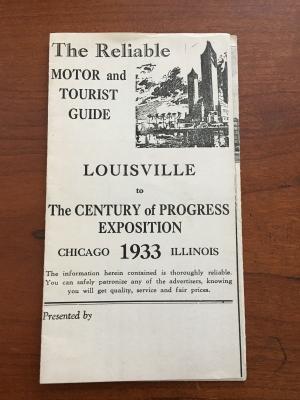 The Reliable
MOTOR and
TOURIST
GUIDE
LOUISVILLE
to
The CENTURY of PROGRESS
EXPOSITION
CHICAGO 1933 ILLINOIS
The information herein contained is thoroughly reliable.
You can safely patronize any of the advertisers, knowing
you will get quality, service and fair prices.
Presented by